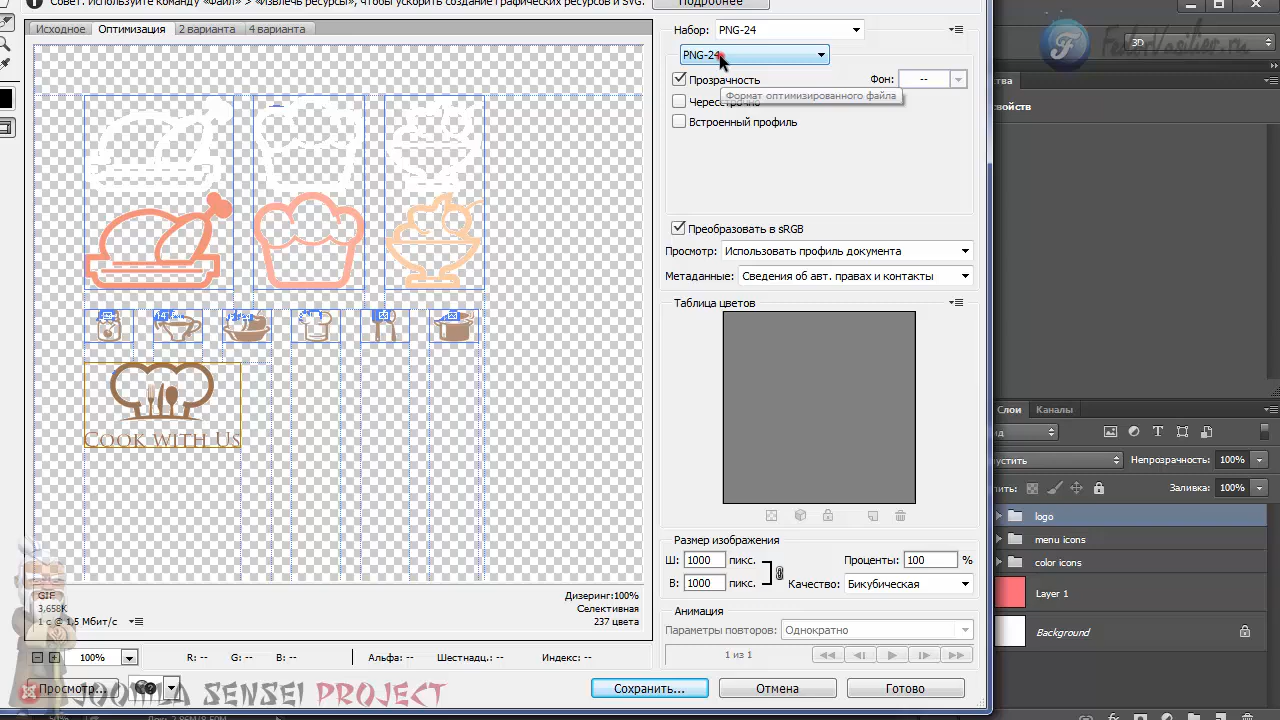 Совет: Используйте команду «Файл» > «Извлечь ресурсы», чтобы ускорить создание графических ресурсов и SVG.
Подробнее
Исходное
Оптимизация
2 варианта
4 варианта
Набор: PNG-24
PNG-24
Прозрачность
Фон: --
Формат оптимизированного файла
Встроенный профиль
Преобразовать в sRGB
Просмотр: Использовать профиль документа
Метаданные: Сведения об авт. правах и контакты
Таблица цветов
COOK WITH US
Размер изображения
Ш: 1000 пикс.
Проценты: 100 %
В: 1000 пикс.
Качество: Бикубическая
GIF
3,658K
1 с @ 1.5 Мбит/с
Дизеринг:100%
Селективная
237 цвета
Анимация
Параметры повторов: Однократно
1 из 1
100%
R: --
G: --
B: --
Альфа: --
Шестнадц.: --
Индекс: --
Просмотр...
Сохранить...
Отмена
Готово
JOOMLA SENSEI PROJECT
FedorVasiliev.ru
3D
Слои
Каналы
Непрозрачность: 100%
Заливка: 100%
logo
menu icons
color icons
Layer 1
Background